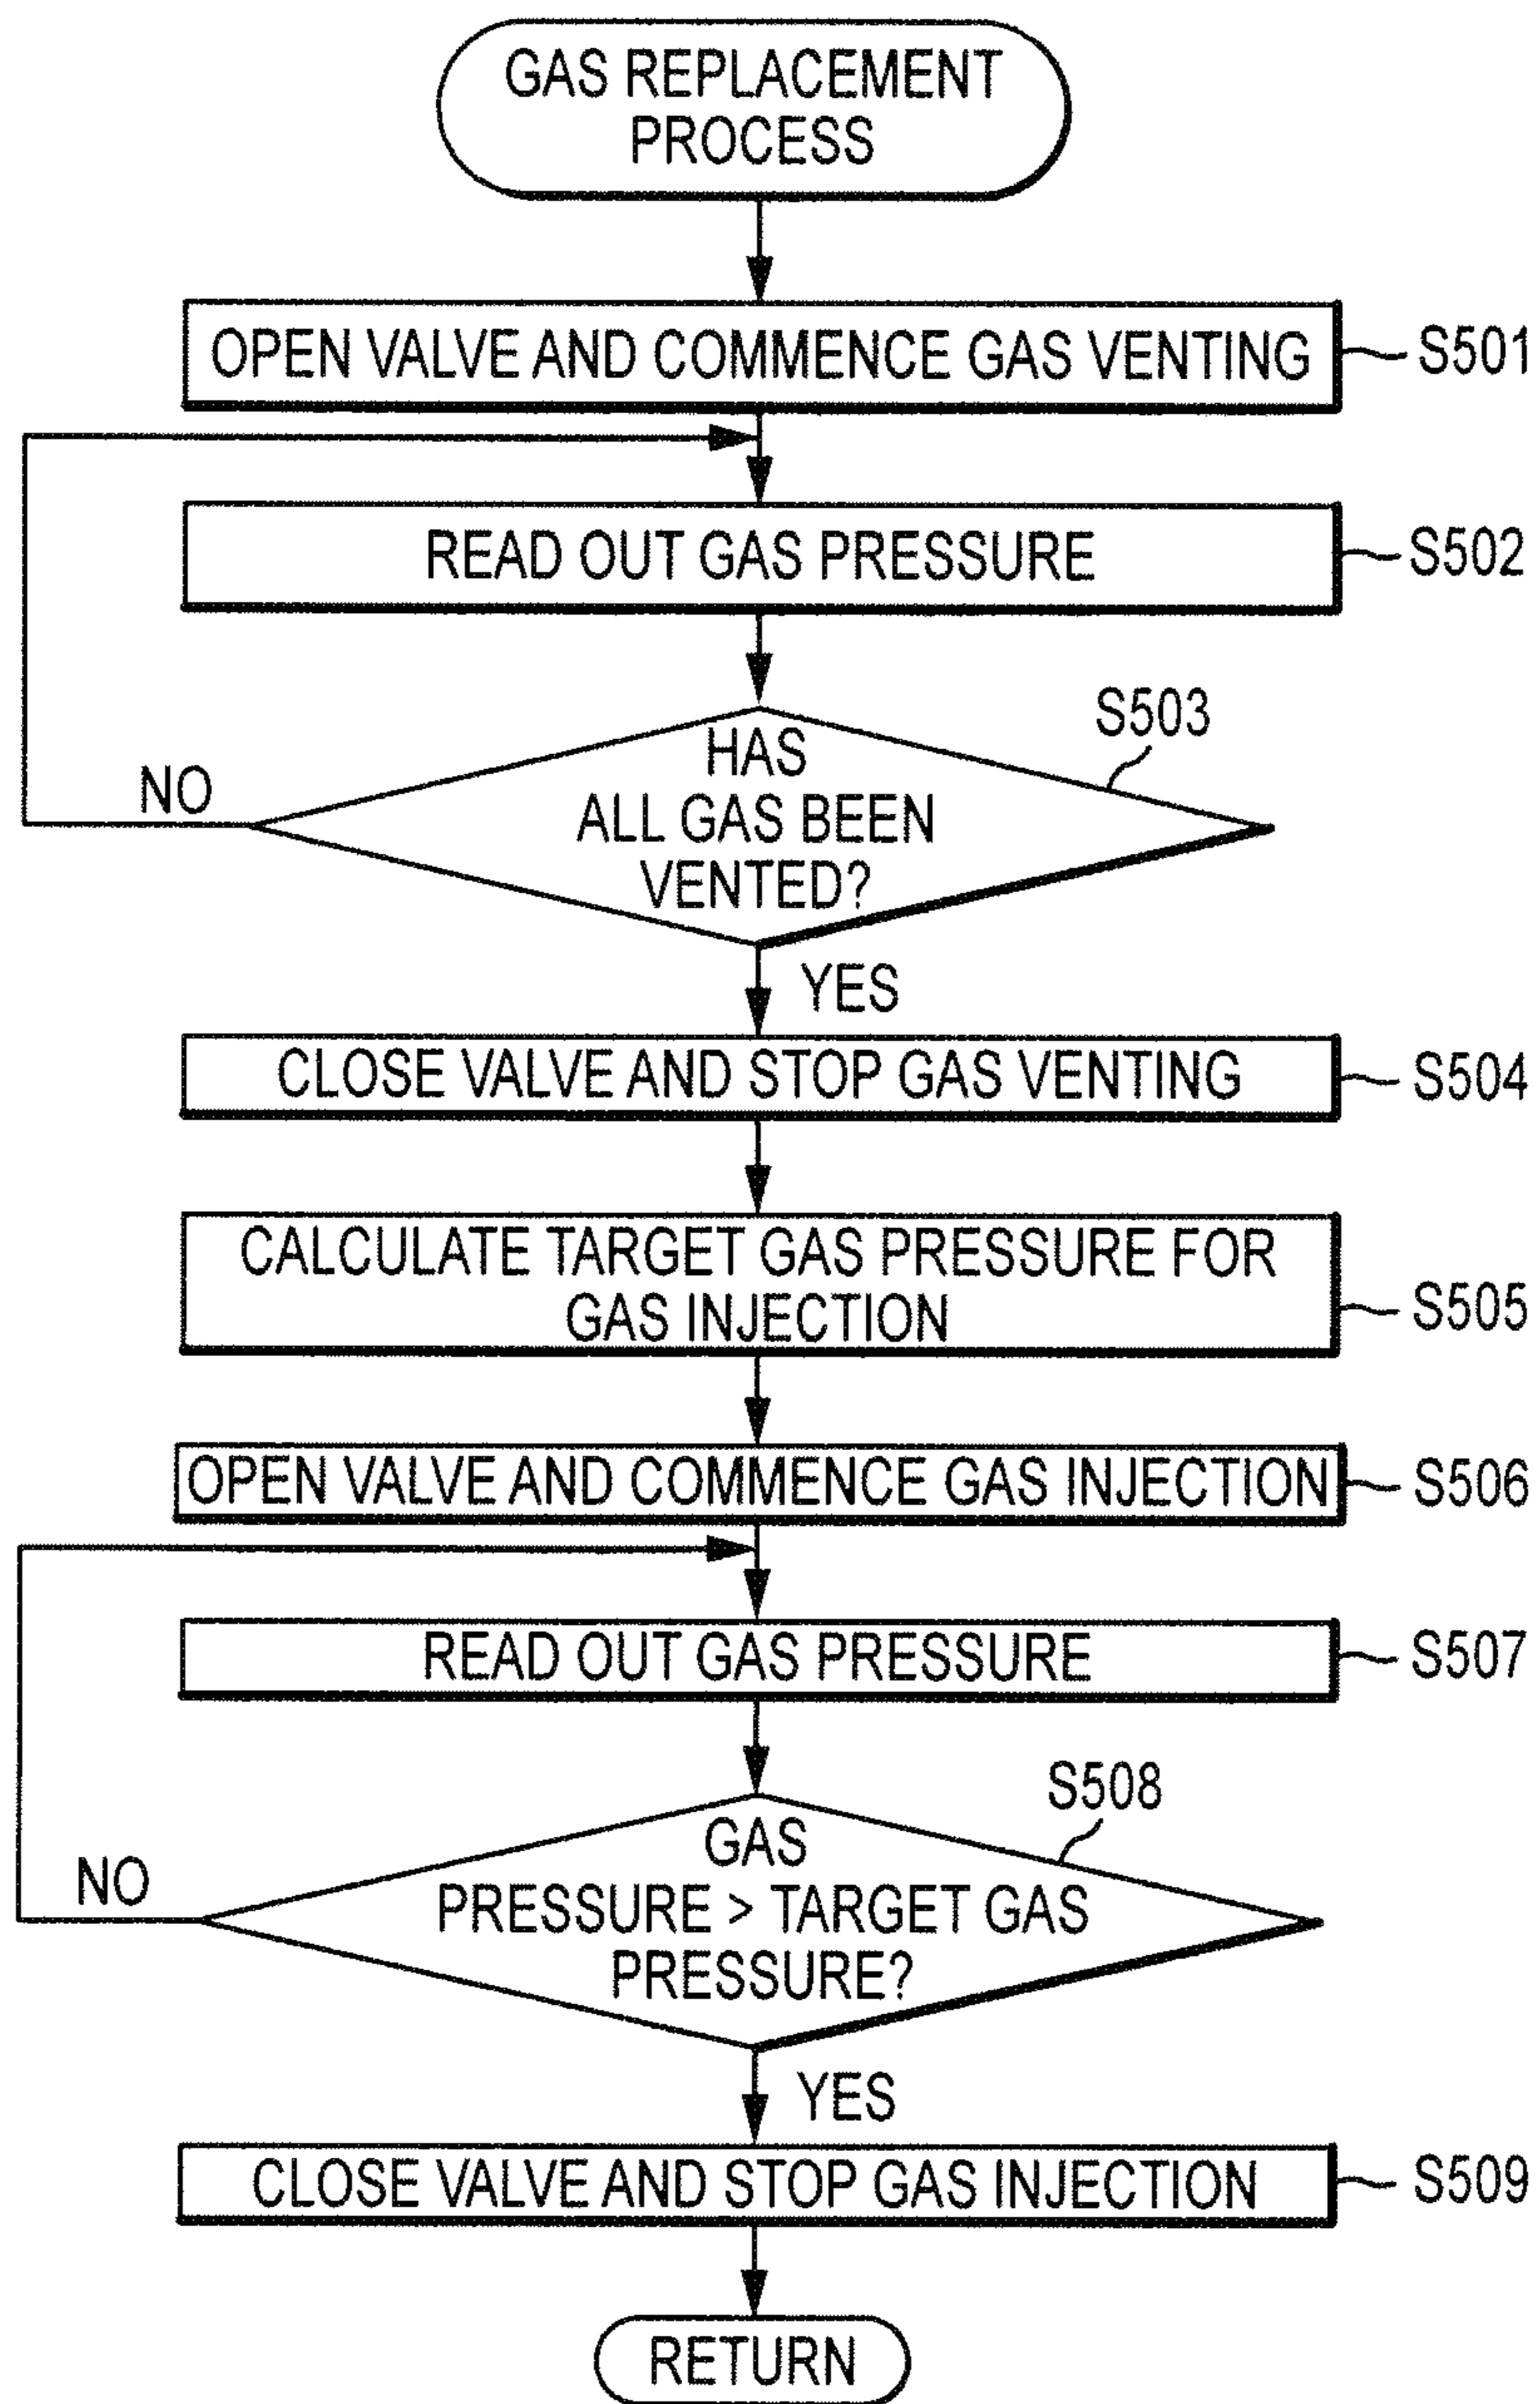 GAS REPLACEMENT
PROCESS
OPEN VALVE AND COMMENCE GAS VENTING
S501
READ OUT GAS PRESSURE
S502
S503
HAS
ALL GAS BEEN
VENTED?
NO
YES
CLOSE VALVE AND STOP GAS VENTING
S504
CALCULATE TARGET GAS PRESSURE FOR
GAS INJECTION
S505
OPEN VALVE AND COMMENCE GAS INJECTION
S506
READ OUT GAS PRESSURE
S507
S508
GAS
PRESSURE > TARGET GAS
PRESSURE?
NO
YES
CLOSE VALVE AND STOP GAS INJECTION
S509
RETURN